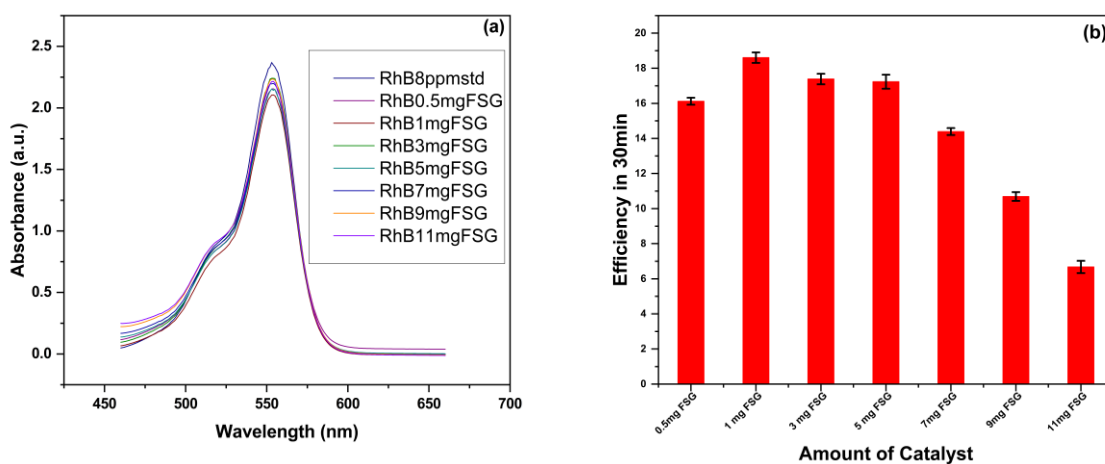 (a)
2.5
2.0
1.5
1.0
0.5
0.0
Absorbance (a.u.)
RhB8ppmstd
RhB0.5mgFSG
RhB1mgFSG
RhB3mgFSG
RhB5mgFSG
RhB7mgFSG
RhB9mgFSG
RhB11mgFSG
450 500 550 600 650 700
Wavelength (nm)
(b)
20
18
16
14
12
10
8
6
4
2
0
Efficiency in 30min
0.5mg FSG 1 mg FSG 3 mg FSG 5 mg FSG 7mg FSG 9mg FSG 11mg FSG
Amount of Catalyst